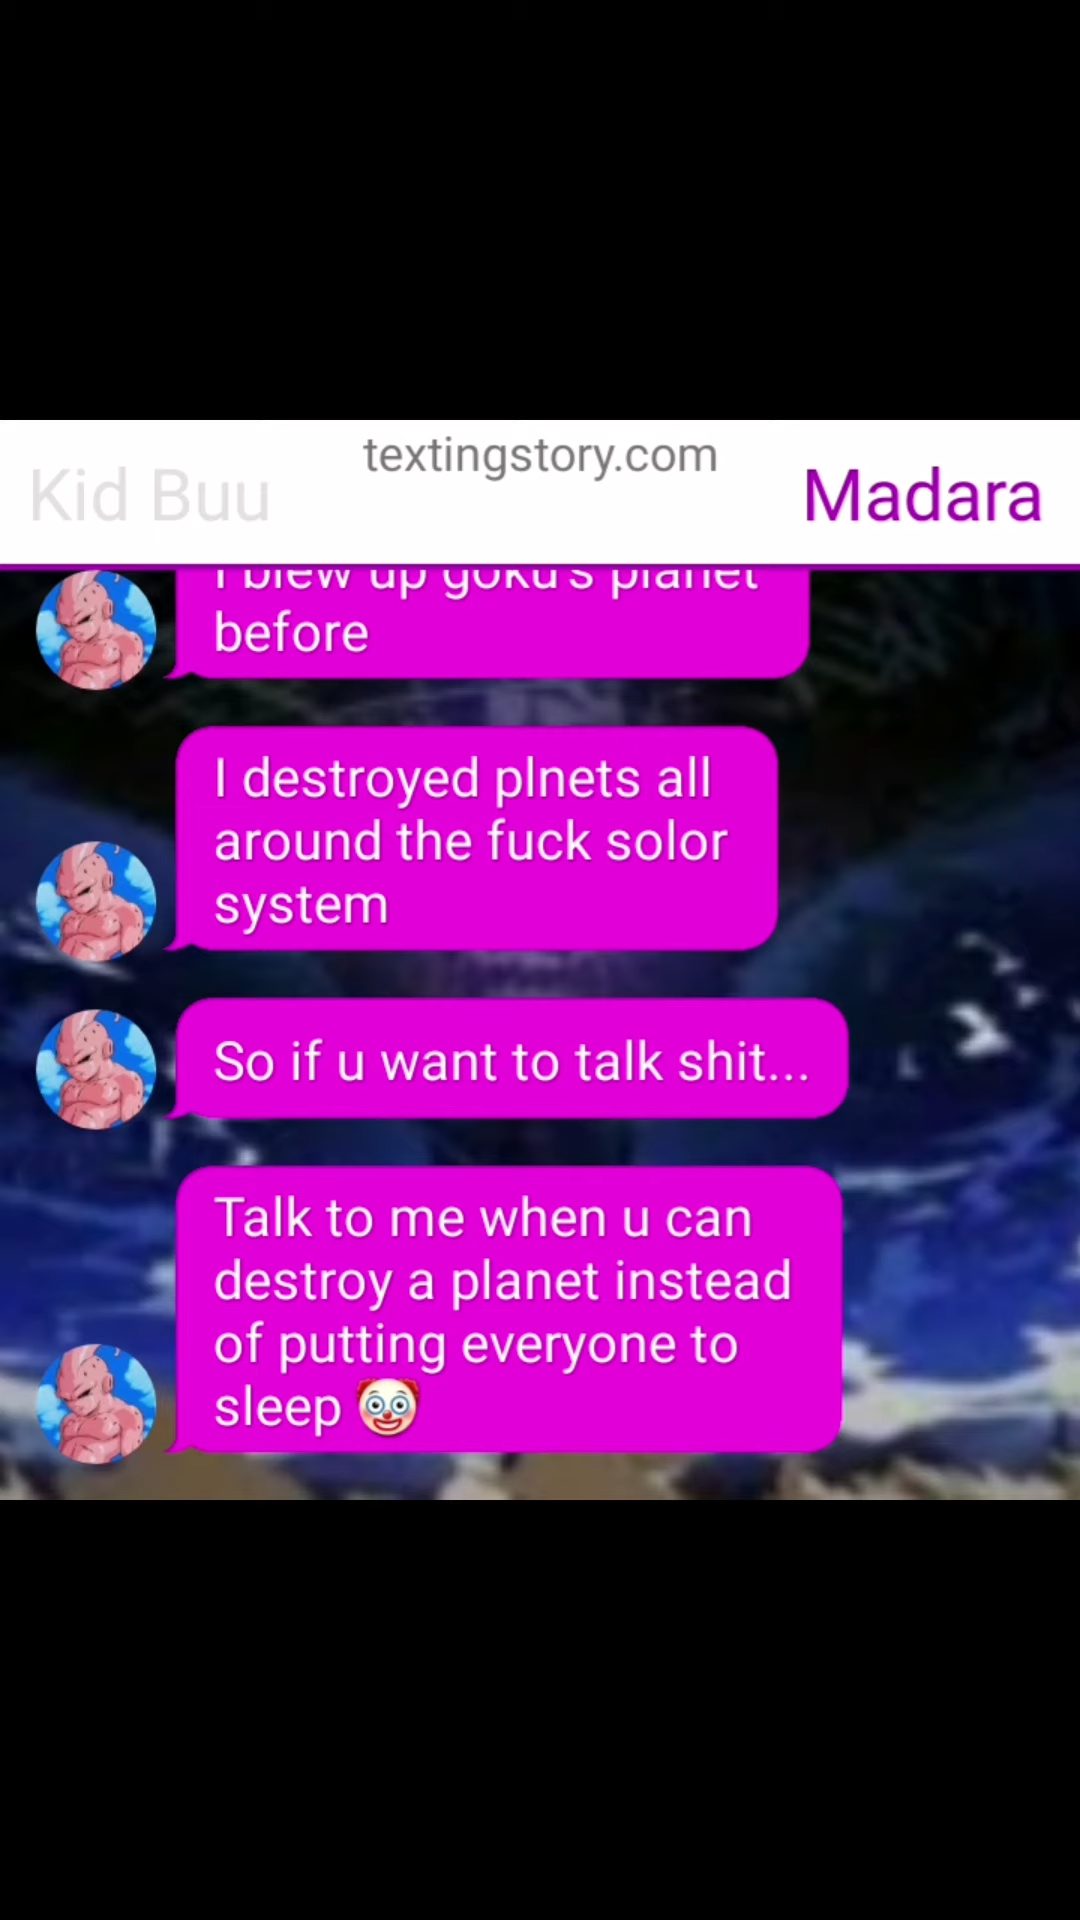 textingstory.com
Kid Buu
Madara
I blew up goku's planet
before
I destroyed plnets all
around the fuck solor
system
So if u want to talk shit...
Talk to me when u can
destroy a planet instead
of putting everyone to
sleep 🤡